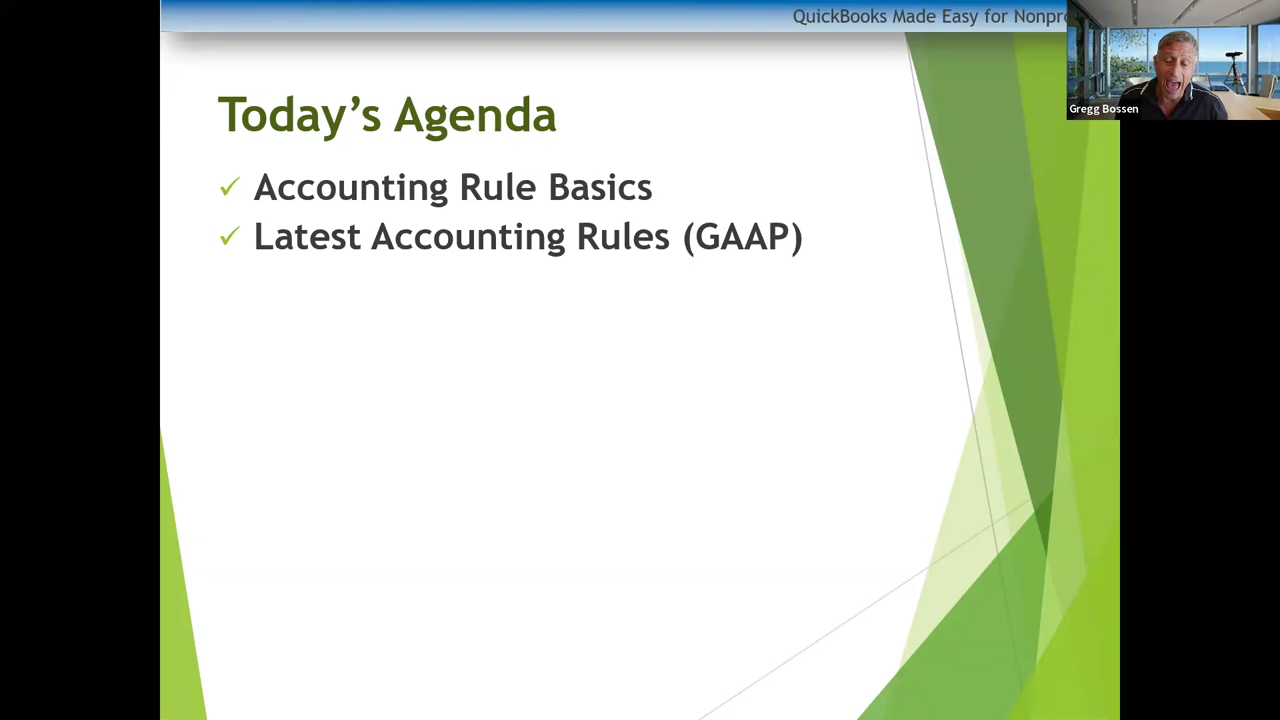 QuickBooks Made Easy for Nonpro
Gregg Bossen
Today’s Agenda
✓ Accounting Rule Basics
✓ Latest Accounting Rules (GAAP)